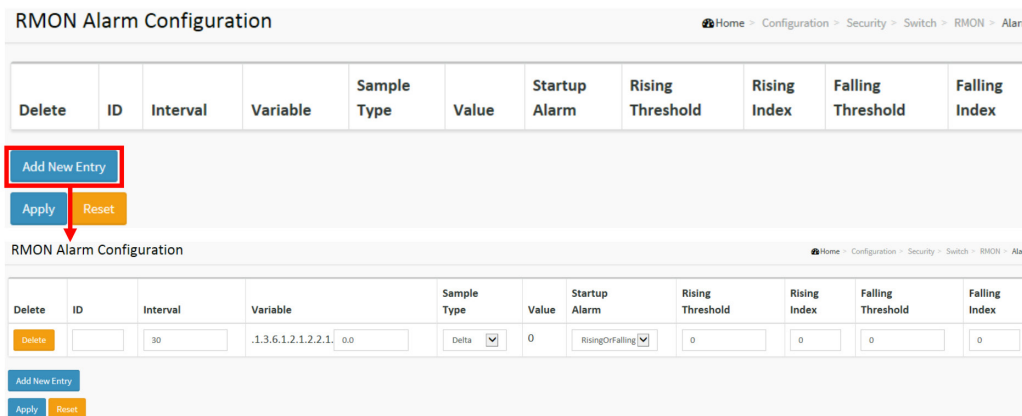 RMON Alarm Configuration
Home > Configuration > Security > Switch > RMON > Alar
Delete ID Interval Variable Sample Type Value Startup Alarm Rising Threshold Rising Index Falling Threshold Falling Index
Add New Entry
Apply Reset
RMON Alarm Configuration
Home > Configuration > Security > Switch > RMON > Ala
Delete ID Interval Variable Sample Type Value Startup Alarm Rising Threshold Rising Index Falling Threshold Falling Index
Delete 30 .1.3.6.1.2.1.2.2.1. 0.0 Delta 0 RisingOrFalling 0 0 0 0
Add New Entry
Apply Reset